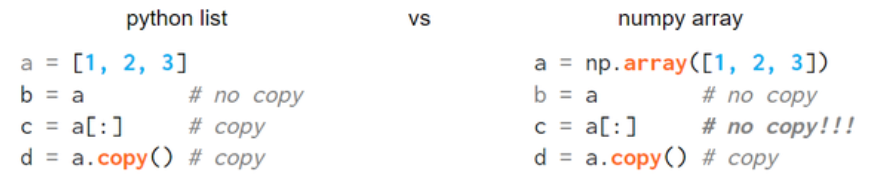 python list vs numpy array
a = [1, 2, 3] a = np.array([1, 2, 3])
b = a # no copy b = a # no copy
c = a[:] # copy c = a[:] # no copy!!!
d = a.copy() # copy d = a.copy() # copy